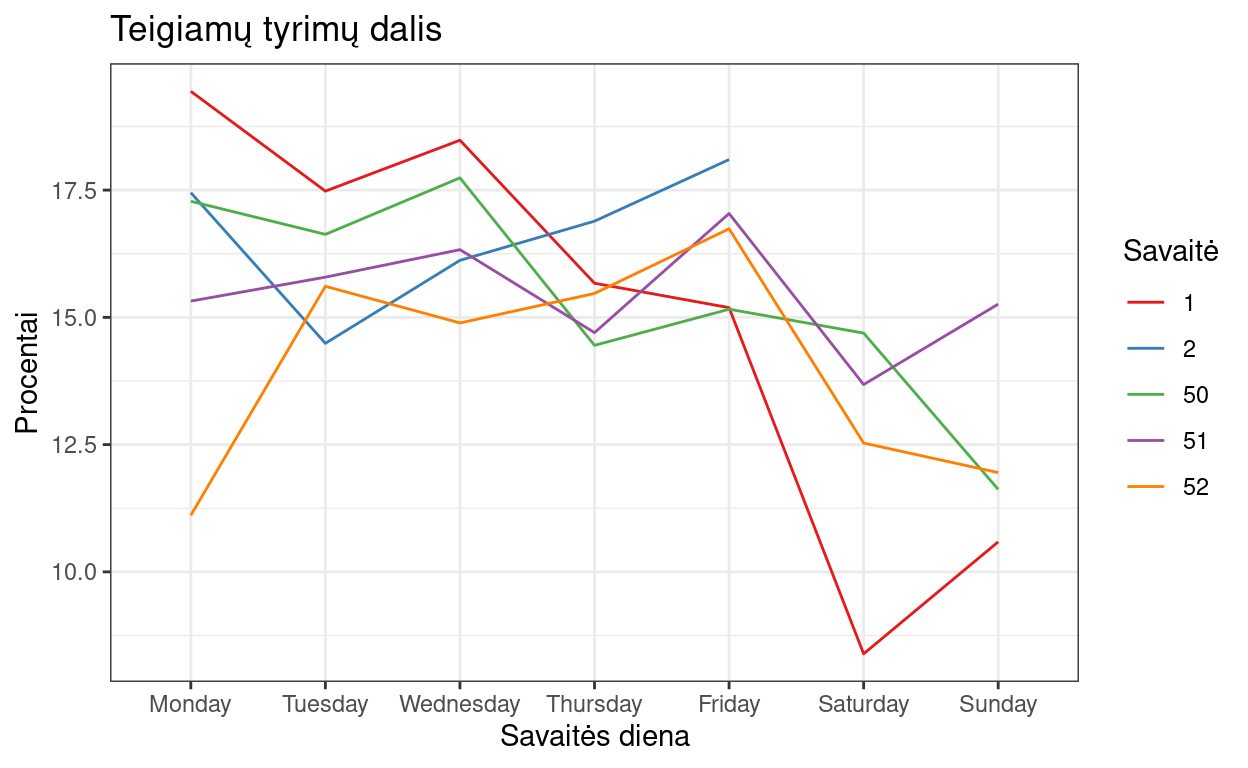 Teigiamų tyrimų dalis
Procentai
17.5
15.0
12.5
10.0
Monday Tuesday Wednesday Thursday Friday Saturday Sunday
Savaitės diena
Savaitė
1
2
50
51
52